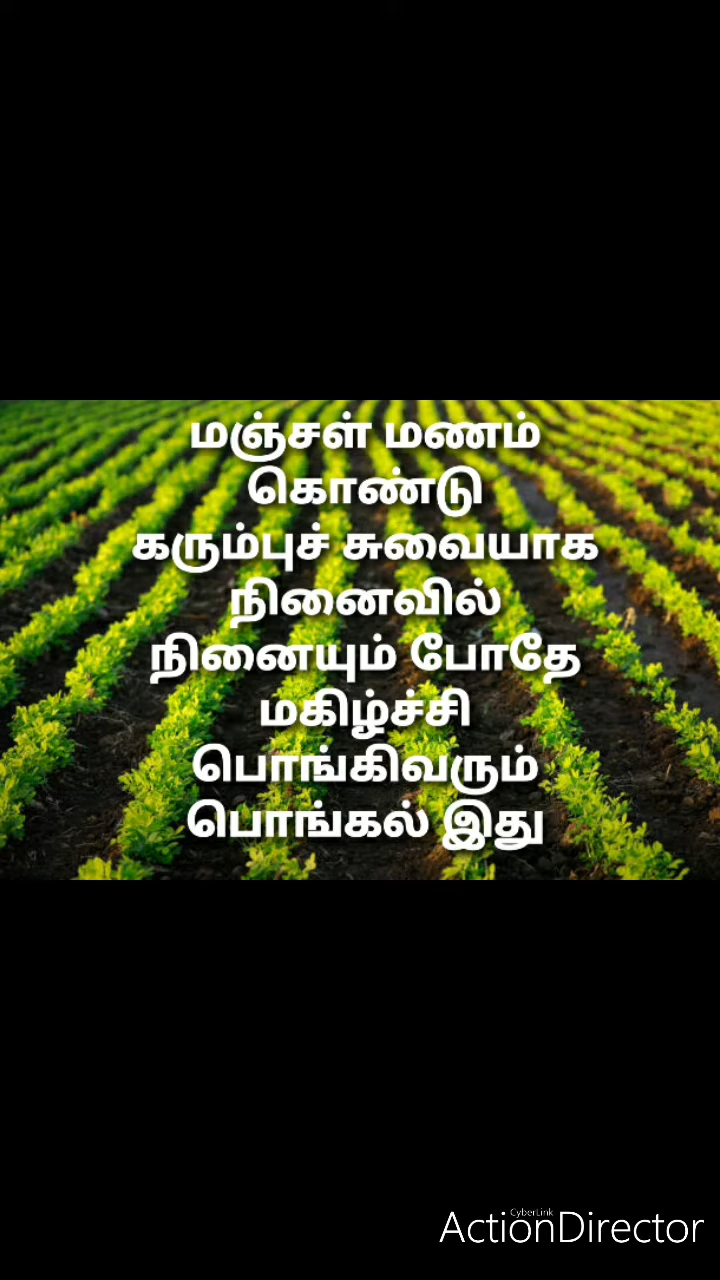 மஞ்சள் மணம்
கொண்டு
கரும்புச் சுவையாக
நினைவில்
நினையும் போதே
மகிழ்ச்சி
பொங்கிவரும்
பொங்கல் இது
CyberLink
ActionDirector